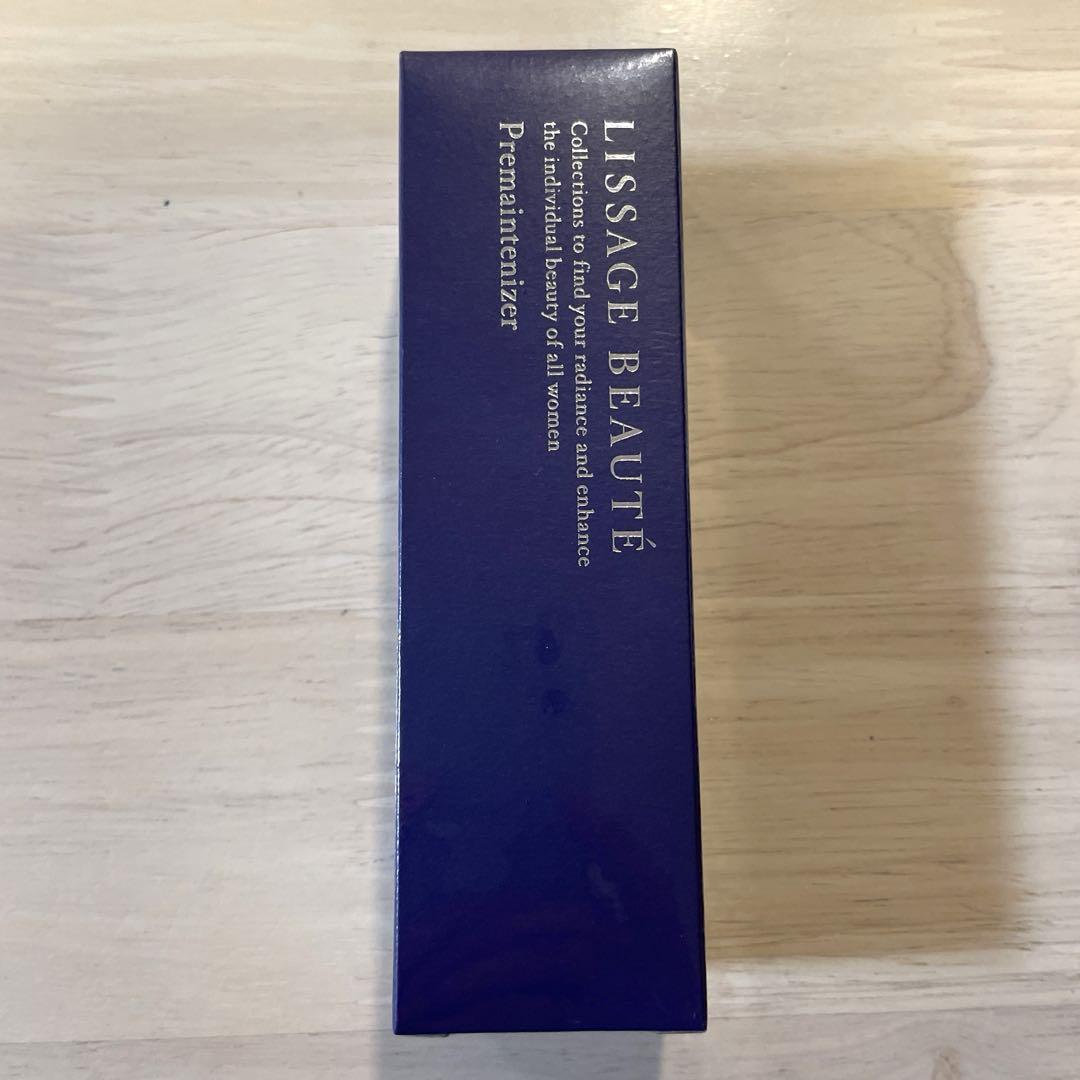 LISSAGE BEAUTÉ
Collections to find your radiance and enhance
the individual beauty of all women
Premaintenizer